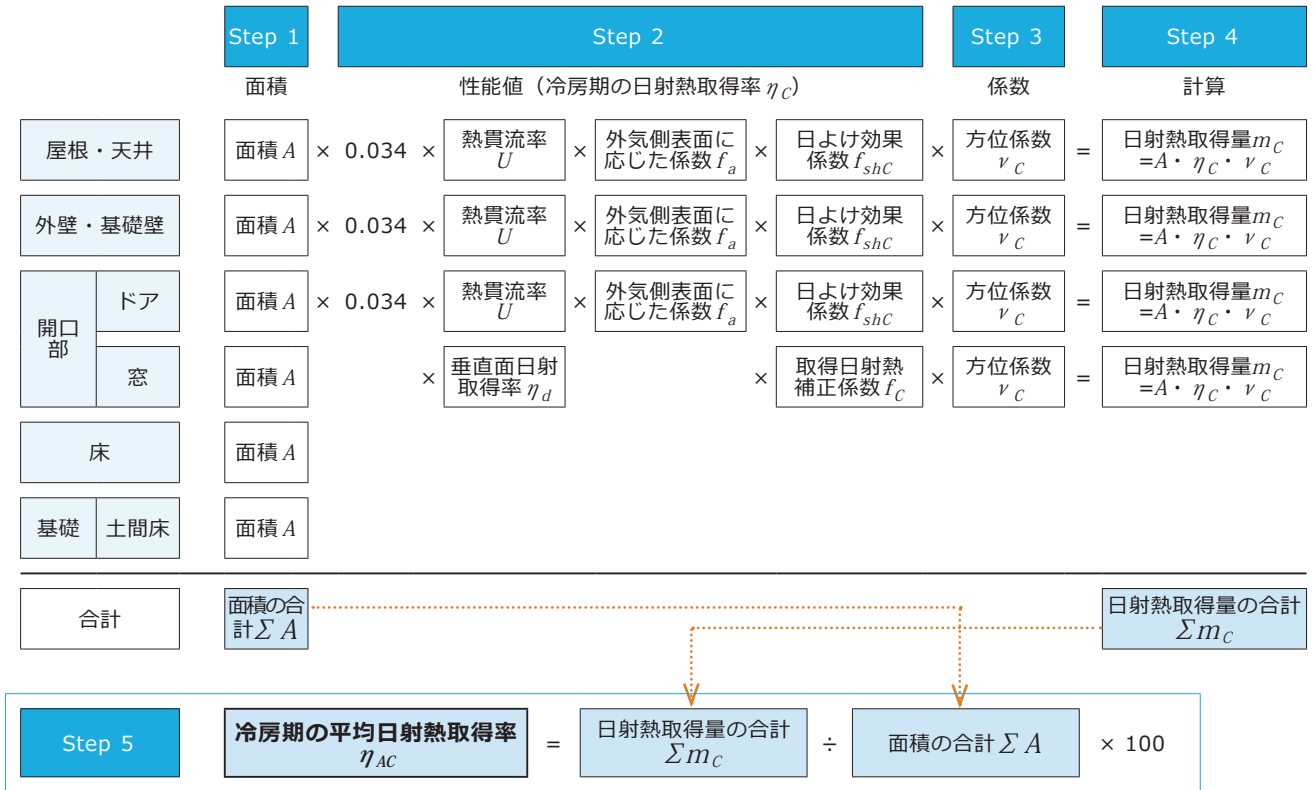 Step 1 Step 2 Step 3 Step 4
面積 性能値（冷房期の日射熱取得率 ηC） 係数 計算
屋根・天井 面積 A × 0.034 × 熱貫流率 U × 外気側表面に応じた係数 fa × 日よけ効果係数 fshC × 方位係数 νC = 日射熱取得量mC =A・ηC・νC
外壁・基礎壁 面積 A × 0.034 × 熱貫流率 U × 外気側表面に応じた係数 fa × 日よけ効果係数 fshC × 方位係数 νC = 日射熱取得量mC =A・ηC・νC
開口部 ドア 面積 A × 0.034 × 熱貫流率 U × 外気側表面に応じた係数 fa × 日よけ効果係数 fshC × 方位係数 νC = 日射熱取得量mC =A・ηC・νC
窓 面積 A × 垂直面日射取得率 ηd × 取得日射熱補正係数 fC × 方位係数 νC = 日射熱取得量mC =A・ηC・νC
床 面積 A
基礎 土間床 面積 A
合計 面積の合計Σ A 日射熱取得量の合計 ΣmC
Step 5 冷房期の平均日射熱取得率 ηAC = 日射熱取得量の合計 ΣmC ÷ 面積の合計 Σ A × 100